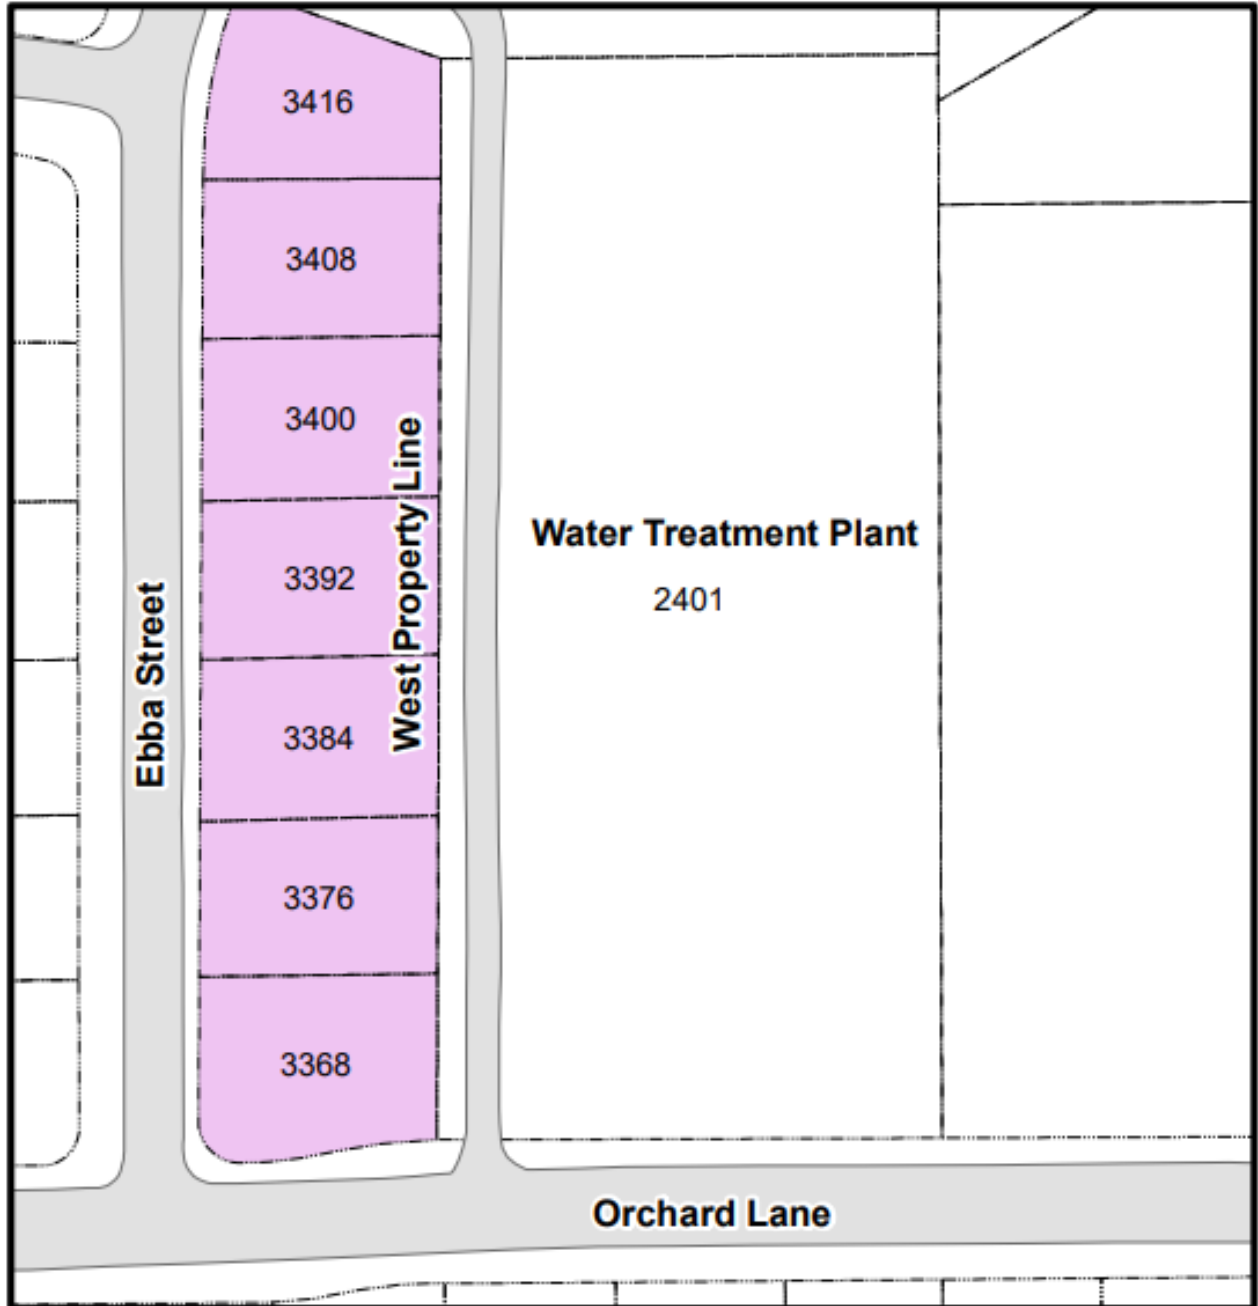 3416
3408
3400
West Property Line
Water Treatment Plant
2401
3392
Ebba Street
3384
3376
3368
Orchard Lane